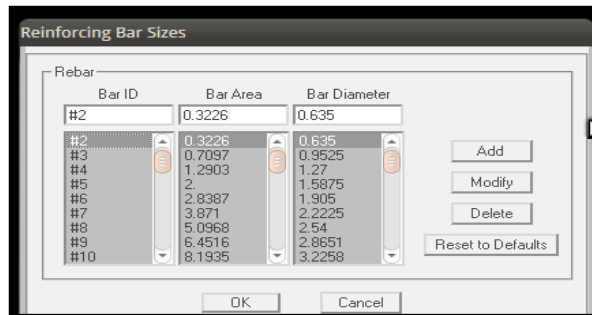 Reinforcing Bar Sizes
Rebar
Bar ID Bar Area Bar Diameter
#2 0.3226 0.635
#2 0.3226 0.635
#3 0.7097 0.9525
#4 1.2903 1.27
#5 2. 1.5875
#6 2.8387 1.905
#7 3.871 2.2225
#8 5.0968 2.54
#9 6.4516 2.8651
#10 8.1935 3.2258
Add
Modify
Delete
Reset to Defaults
OK Cancel